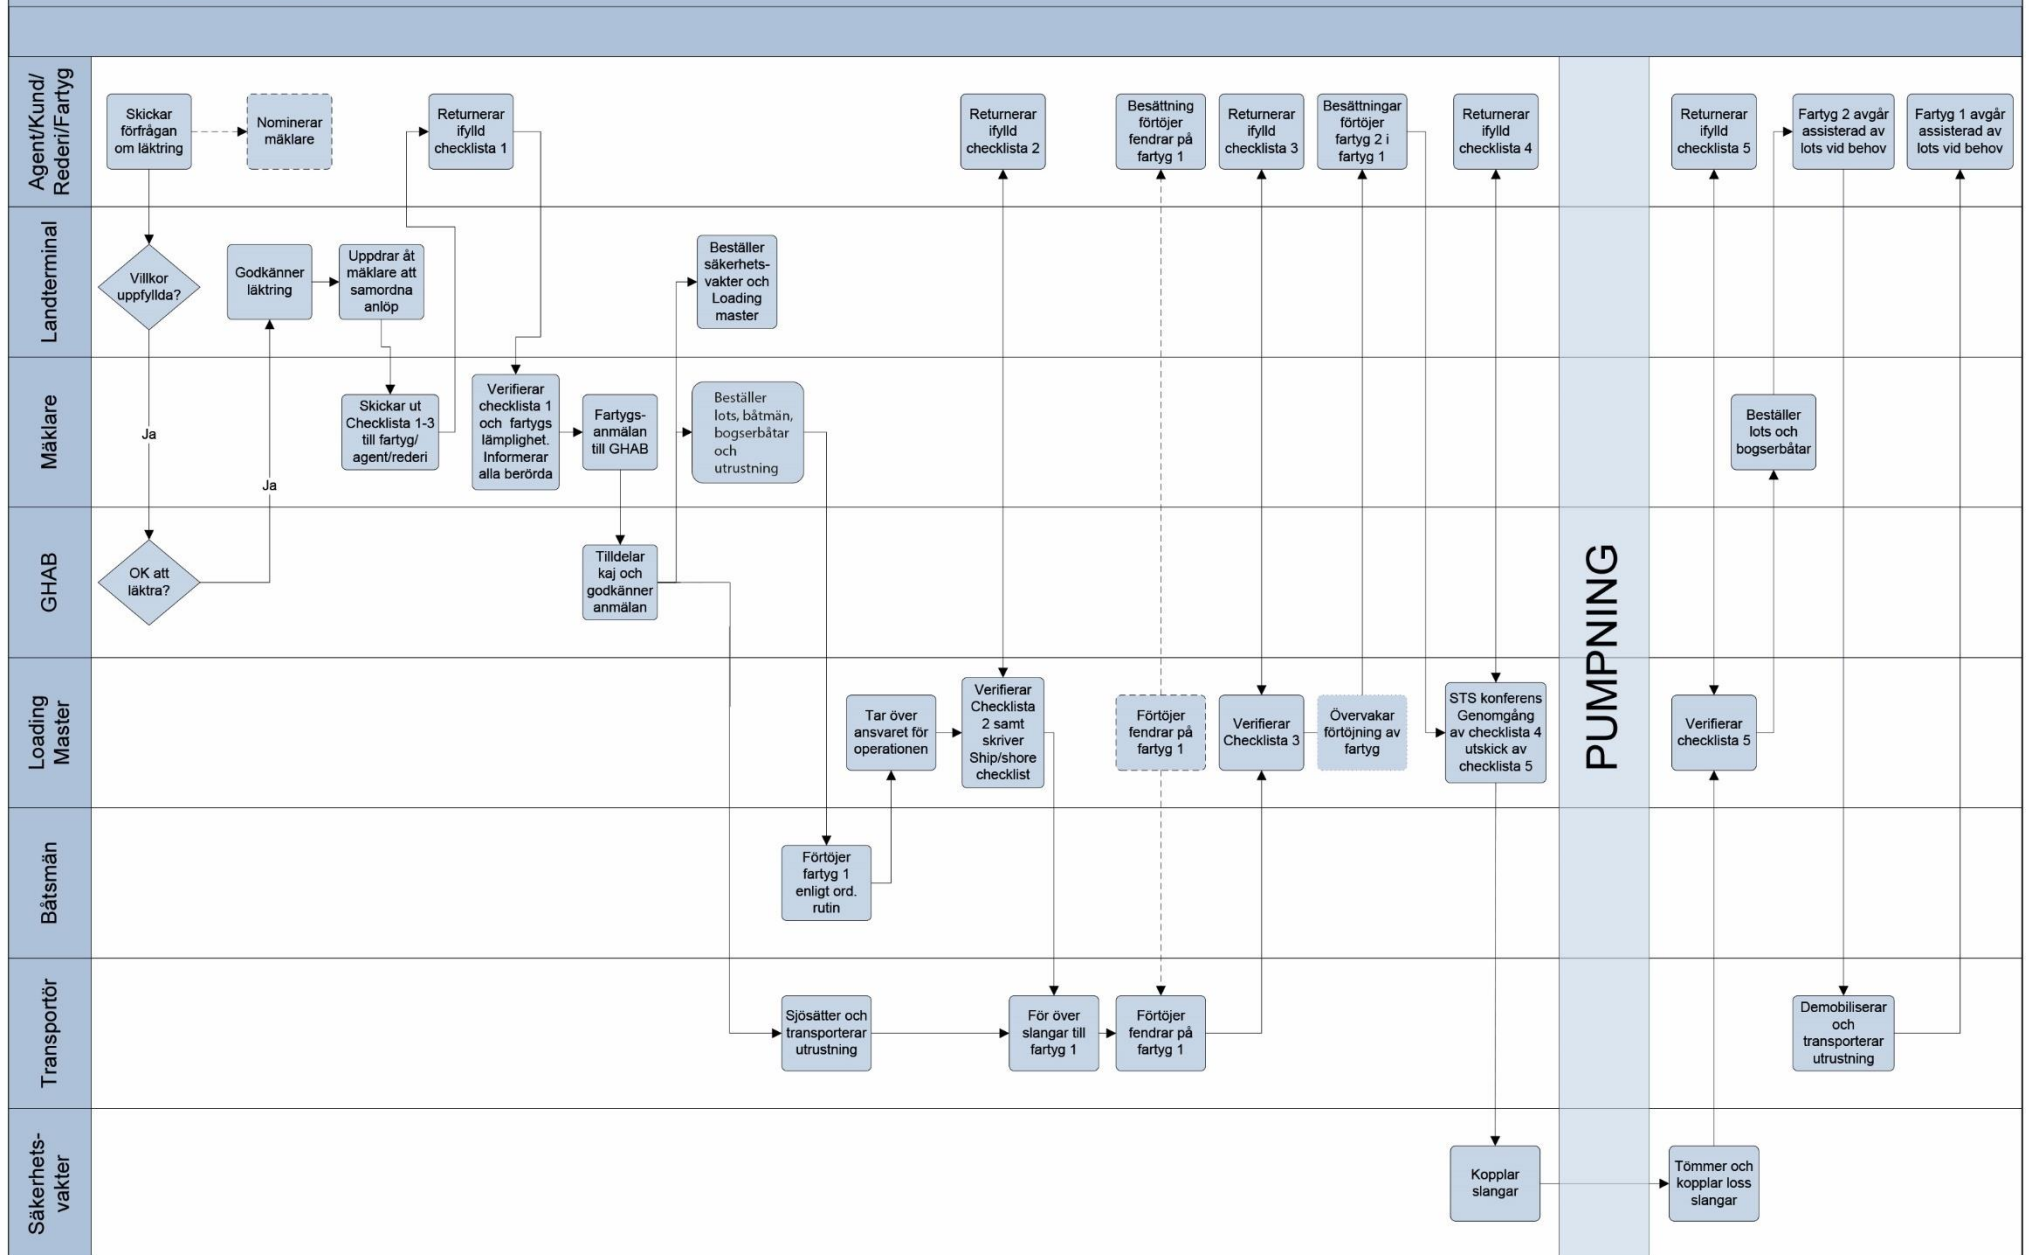 Agent/Kund/
Rederi/Fartyg
Skickar
förfrågan
om läktring
Nominerar
mäklare
Returnerar
ifylld
checklista 1
Returnerar
ifylld
checklista 2
Besättning
förtöjer
fendrar på
fartyg 1
Returnerar
ifylld
checklista 3
Besättningar
förtöjer
fartyg 2 i
fartyg 1
Returnerar
ifylld
checklista 4
Returnerar
ifylld
checklista 5
Fartyg 2 avgår
assisterad av
lots vid behov
Fartyg 1 avgår
assisterad av
lots vid behov
Landterminal
Villkor
uppfyllda?
Godkänner
läktring
Uppdrar åt
mäklare att
samordna
anlöp
Beställer
säkerhets-
vakter och
Loading
master
Mäklare
Ja
Ja
Skickar ut
Checklista 1-3
till fartyg/
agent/rederi
Verifierar
checklista 1
och fartygs
lämplighet.
Informerar
alla berörda
Fartygs-
anmälan
till GHAB
Beställer
lots, båtmän,
bogserbåtar
och
utrustning
Beställer
lots och
bogserbåtar
GHAB
OK att
läktra?
Tilldelar
kaj och
godkänner
anmälan
PUMPNING
Loading
Master
Tar över
ansvaret för
operationen
Verifierar
Checklista
2 samt
skriver
Ship/shore
checklist
Förtöjer
fendrar på
fartyg 1
Verifierar
Checklista 3
Övervakar
förtöjning av
fartyg
STS konferens
Genomgång
av checklista 4
utskick av
checklista 5
Verifierar
checklista 5
Båtsmän
Förtöjer
fartyg 1
enligt ord.
rutin
Transportör
Sjösätter och
transporterar
utrustning
För över
slangar till
fartyg 1
Förtöjer
fendrar på
fartyg 1
Demobiliserar
och
transporterar
utrustning
Säkerhets-
vakter
Kopplar
slangar
Tömmer och
kopplar loss
slangar